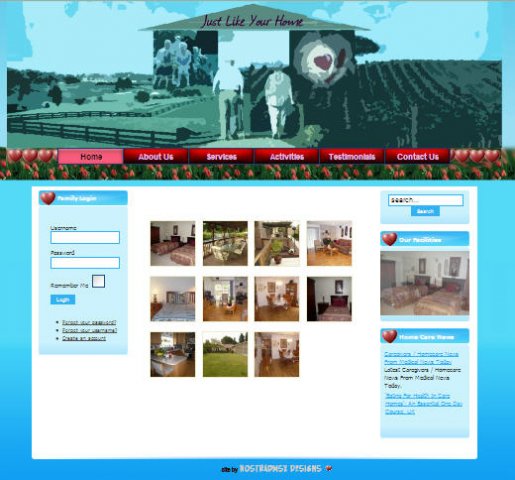 Just Like Your Home
Home
About Us
Services
Activities
Testimonials
Contact Us
Family Login
Username
Password
Remember Me
Login
Forgot your password?
Forgot your username?
Create an account
search...
Search
Our Facilities
Home Care News
Caregivers / Homecare
News From Medical News
Today
Latest Caregivers / Homecare
News From Medical News
Today.
'Eating For Health In Care
Homes', An Essential One Day
Course, UK
site by